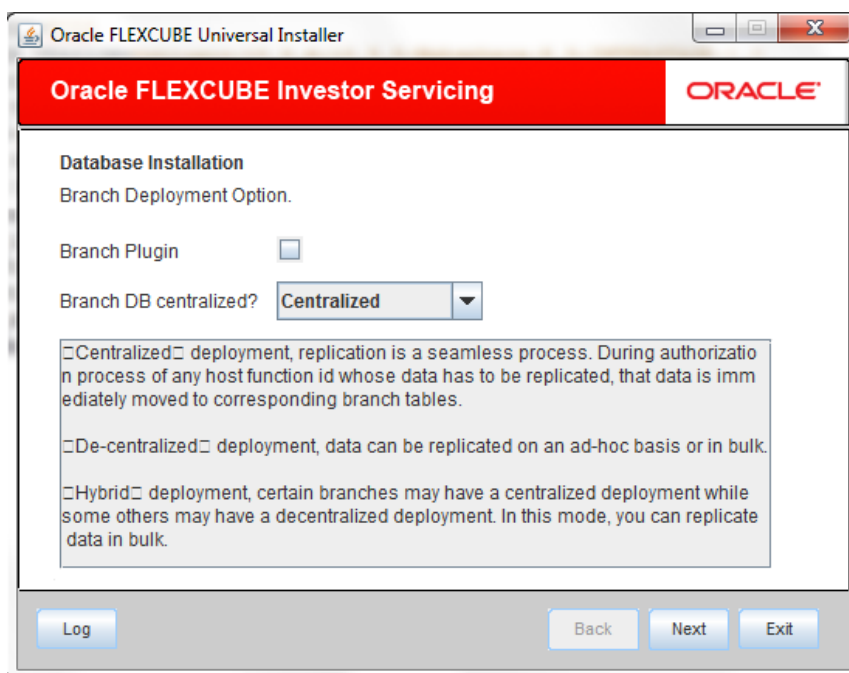 Oracle FLEXCUBE Universal Installer
Oracle FLEXCUBE Investor Servicing
ORACLE
Database Installation
Branch Deployment Option.
Branch Plugin
Branch DB centralized? Centralized
□Centralized□ deployment, replication is a seamless process. During authorizatio
n process of any host function id whose data has to be replicated, that data is imm
ediately moved to corresponding branch tables.
□De-centralized□ deployment, data can be replicated on an ad-hoc basis or in bulk.
□Hybrid□ deployment, certain branches may have a centralized deployment while
some others may have a decentralized deployment. In this mode, you can replicate
data in bulk.
Log Back Next Exit